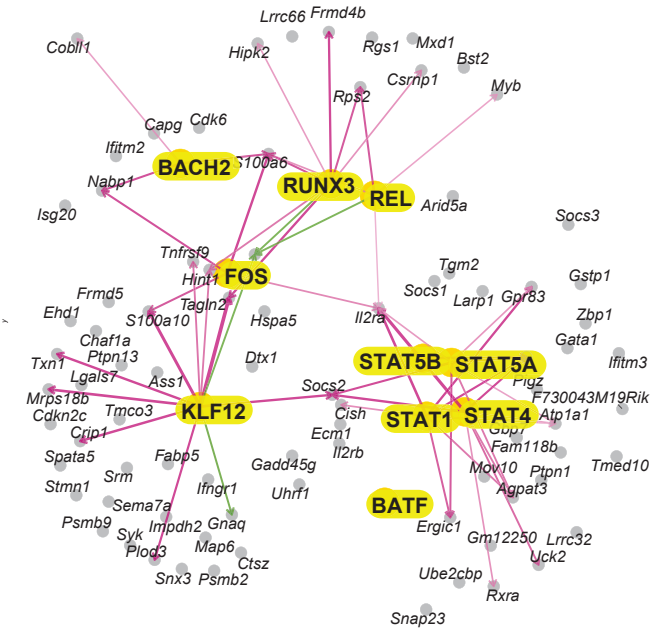 Lrrc66
Frmd4b
Cobll1
Hipk2
Rgs1
Mxd1
Bst2
Csrnp1
Rps2
Myb
Capg
Cdk6
Ifitm2
BACH2
S100a6
Nabp1
RUNX3
REL
Arid5a
Isg20
Socs3
Tnfrsf9
Hint1
FOS
Tgm2
Socs1
Larp1
Gpr83
Gstp1
Frmd5
Tagln2
Ehd1
S100a10
Hspa5
Il2ra
Zbp1
Chaf1a
Gata1
Txn1
Ptpn13
Dtx1
STAT5B
STAT5A
Ifitm3
Lgals7
Ass1
Socs2
Plgz
Mrps18b
Cdkn2c
Tmco3
KLF12
Cish
STAT1
STAT4
F730043M19Rik
Atp1a1
Crip1
Ecm1
Gbp7
Il2rb
Fam118b
Spata5
Fabp5
Gadd45g
Mov10
Ptpn1
Tmed10
Srm
Stmn1
Ifngr1
Uhrf1
Agpat3
Sema7a
BATF
Psmb9
Impdh2
Gnaq
Ergic1
Syk
Plod3
Map6
Gm12250
Lrrc32
Ctsz
Uck2
Snx3
Psmb2
Ube2cbp
Rxra
Snap23
y